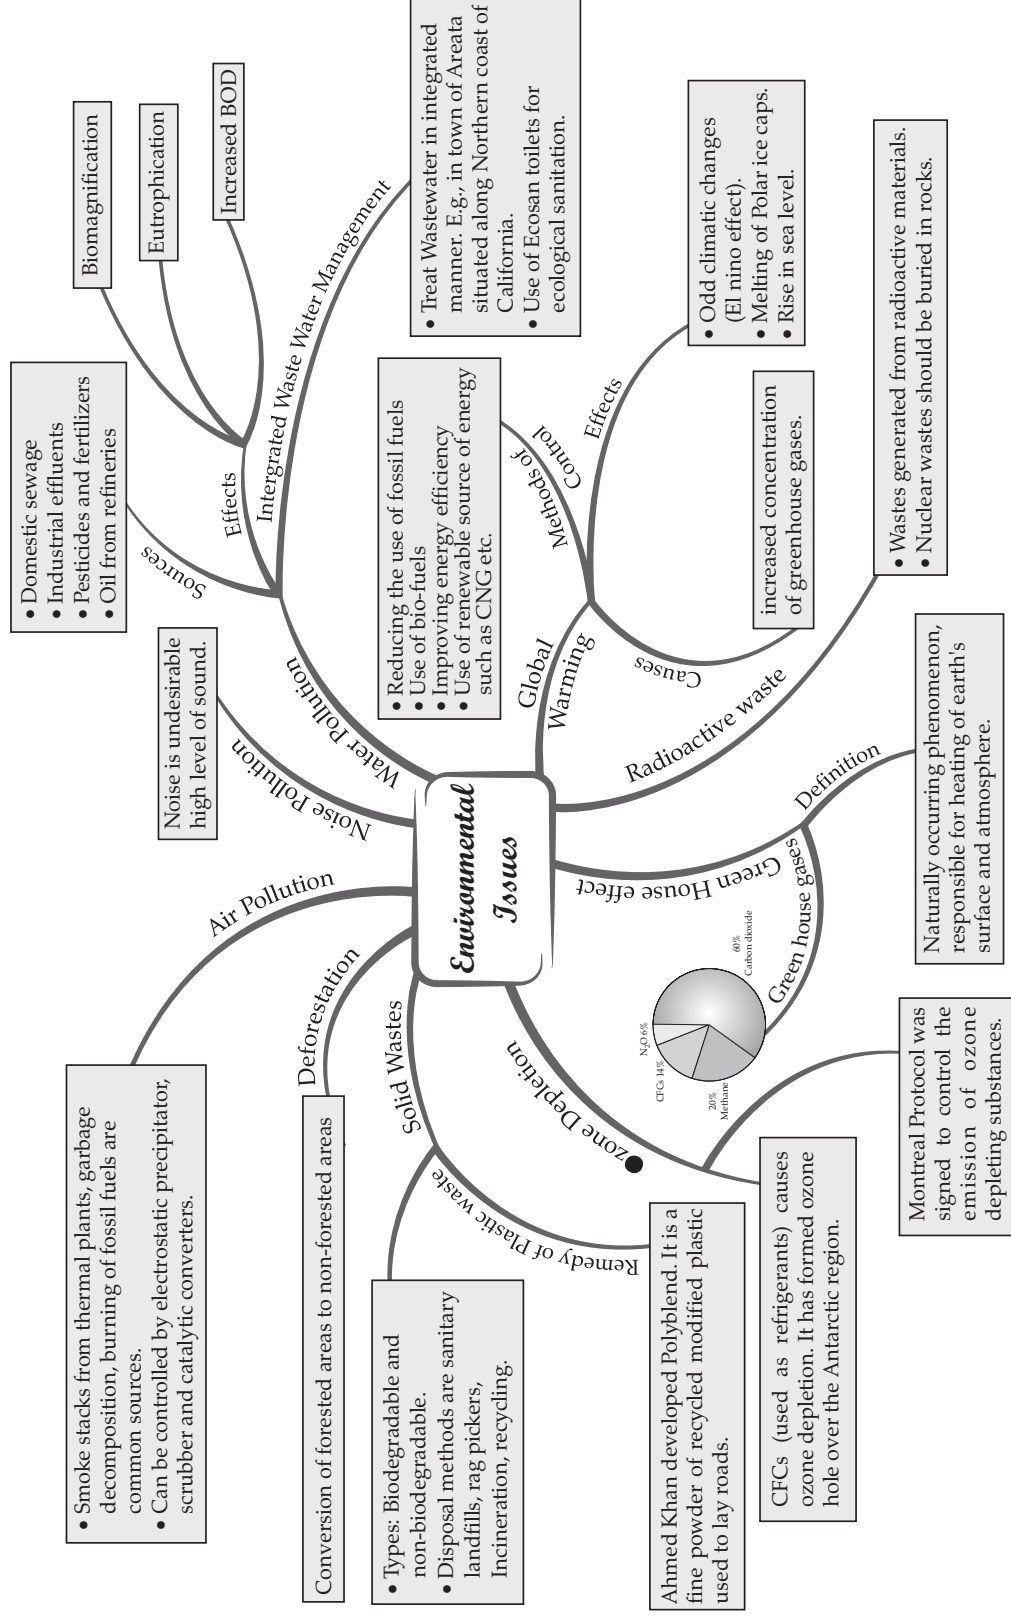 Environmental
Issues
Air Pollution
• Smoke stacks from thermal plants, garbage
decomposition, burning of fossil fuels are
common sources.
• Can be controlled by electrostatic precipitator,
scrubber and catalytic converters.
Noise Pollution
Noise is undesirable
high level of sound.
Water Pollution
Sources
• Domestic sewage
• Industrial effluents
• Pesticides and fertilizers
• Oil from refineries
Effects
Biomagnification
Eutrophication
Increased BOD
Intergrated Waste Water Management
• Treat Wastewater in integrated
manner. E.g., in town of Areata
situated along Northern coast of
California.
• Use of Ecosan toilets for
ecological sanitation.
Global
Warming
Methods of
Control
• Reducing the use of fossil fuels
• Use of bio-fuels
• Improving energy efficiency
• Use of renewable source of energy
such as CNG etc.
Effects
• Odd climatic changes
(El nino effect).
• Melting of Polar ice caps.
• Rise in sea level.
Causes
increased concentration
of greenhouse gases.
Radioactive waste
• Wastes generated from radioactive materials.
• Nuclear wastes should be buried in rocks.
Green House effect
Definition
Naturally occurring phenomenon,
responsible for heating of earth's
surface and atmosphere.
Green house gases
N₂O 6%
CFCs 14%
20%
Methane
60%
Carbon dioxide
zone Depletion
Montreal Protocol was
signed to control the
emission of ozone
depleting substances.
CFCs (used as refrigerants) causes
ozone depletion. It has formed ozone
hole over the Antarctic region.
Solid Wastes
• Types: Biodegradable and
non-biodegradable.
• Disposal methods are sanitary
landfills, rag pickers,
Incineration, recycling.
Remedy of Plastic waste
Ahmed Khan developed Polyblend. It is a
fine powder of recycled modified plastic
used to lay roads.
Deforestation
Conversion of forested areas to non-forested areas